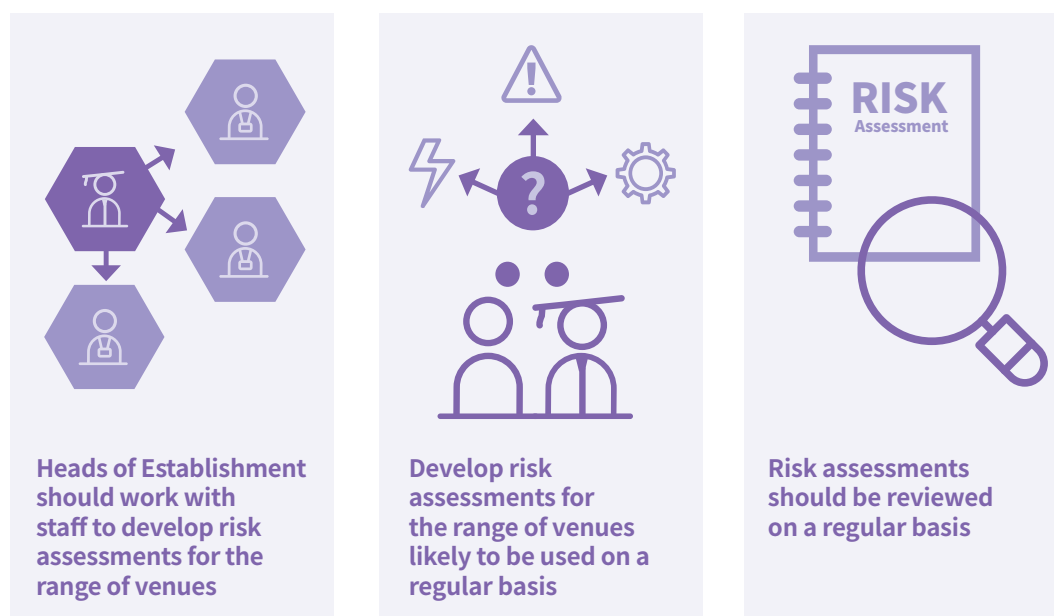 RISK
Assessment
?
Heads of Establishment
should work with
staff to develop risk
assessments for the
range of venues
Develop risk
assessments for
the range of venues
likely to be used on a
regular basis
Risk assessments
should be reviewed
on a regular basis